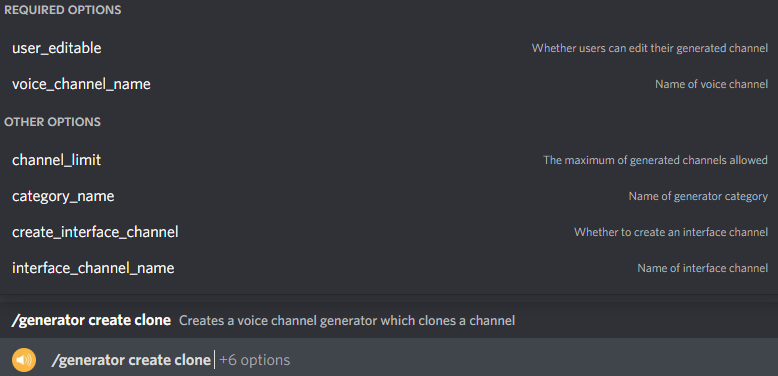 REQUIRED OPTIONS
user_editable Whether users can edit their generated channel
voice_channel_name Name of voice channel
OTHER OPTIONS
channel_limit The maximum of generated channels allowed
category_name Name of generator category
create_interface_channel Whether to create an interface channel
interface_channel_name Name of interface channel
/generator create clone Creates a voice channel generator which clones a channel
/generator create clone +6 options